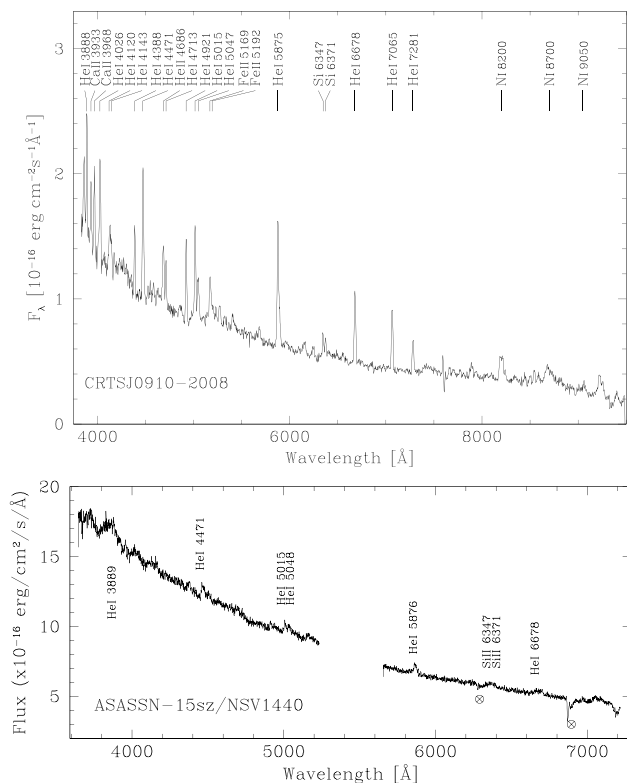 HeI 3888
CaII 3933
CaII 3968
HeI 4026
HeI 4120
HeI 4143
HeI 4388
HeI 4471
HeII 4686
HeI 4713
HeI 4921
HeI 5015
HeI 5047
FeII 5169
FeII 5192
HeI 5875
Si 6347
Si 6371
HeI 6678
HeI 7065
HeI 7281
NI 8200
NI 8700
NI 9050
3
2
1
0
Fλ [10⁻¹⁶ erg cm⁻²s⁻¹Å⁻¹]
CRTSJ0910−2008
4000 6000 8000
Wavelength [Å]
20
15
10
5
Flux (x10⁻¹⁶ erg/cm²/s/Å)
HeI 3889
HeI 4471
HeI 5015
HeI 5048
HeI 5876
SiII 6347
SiII 6371
HeI 6678
ASASSN−15sz/NSV1440
4000 5000 6000 7000
Wavelength [Å]